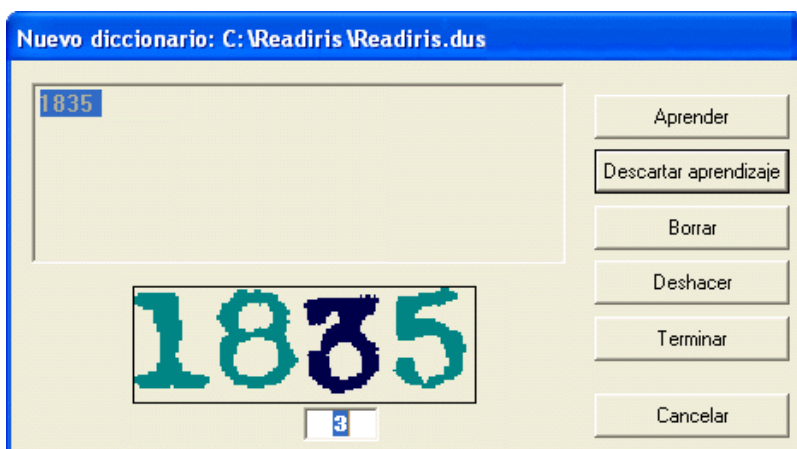 Nuevo diccionario: C:\Readiris\Readiris.dus
1835
Aprender
Descartar aprendizaje
Borrar
Deshacer
Terminar
Cancelar
1835
3